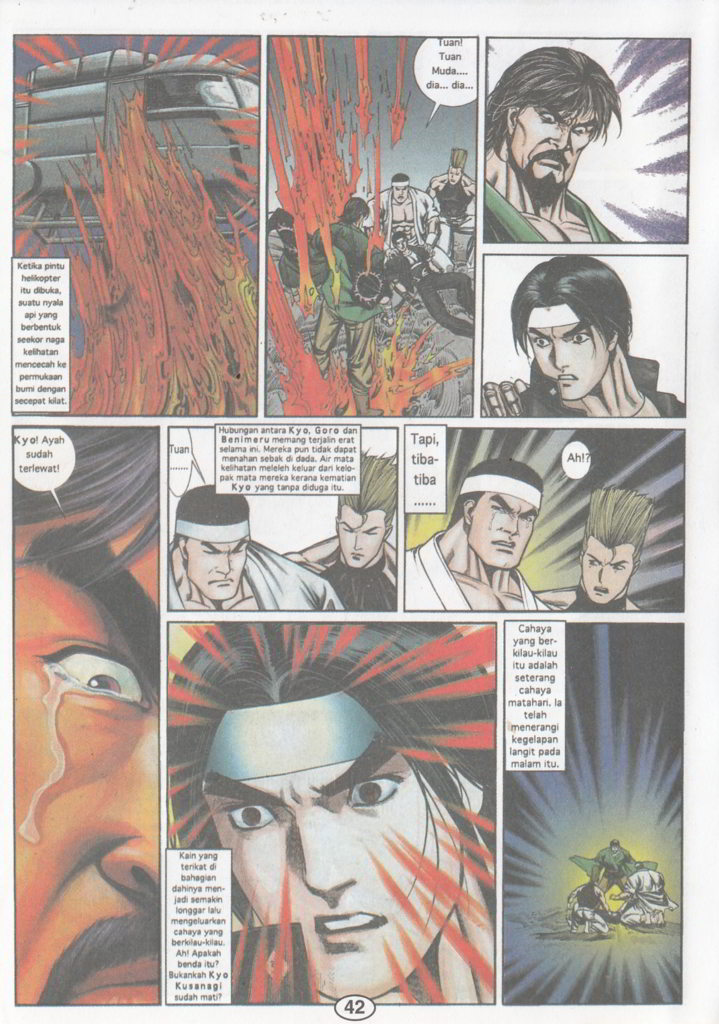 Ketika pintu
helikopter
itu dibuka,
suatu nyala
api yang
berbentuk
seekor naga
kelihatan
mencecah ke
permukaan
bumi dengan
secepat kilat.
Tuan!
Tuan
Muda....
dia... dia...
Kyo! Ayah
sudah
terlewat!
Tuan
......
Hubungan antara Kyo, Goro dan
Benimeru memang terjalin erat
selama ini. Mereka pun tidak dapat
menahan sebak di dada. Air mata
kelihatan meleleh keluar dari kelo-
pak mata mereka kerana kematian
Kyo yang tanpa diduga itu.
Tapi,
tiba-
tiba
......
Ah!?
Kain yang
terikat di
bahagian
dahinya men-
jadi semakin
longgar lalu
mengeluarkan
cahaya yang
berkilau-kilau.
Ah! Apakah
benda itu?
Bukankah Kyo
Kusanagi
sudah mati?
Cahaya
yang ber-
kilau-kilau
itu adalah
seterang
cahaya
matahari. Ia
telah
menerangi
kegelapan
langit pada
malam itu.
42